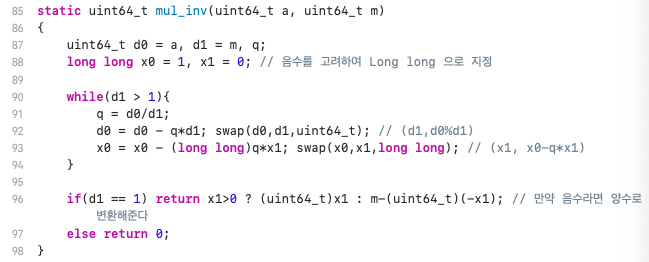 85 static uint64_t mul_inv(uint64_t a, uint64_t m)
86 {
87     uint64_t d0 = a, d1 = m, q;
88     long long x0 = 1, x1 = 0; // 음수를 고려하여 Long long 으로 지정
89
90     while(d1 > 1){
91         q = d0/d1;
92         d0 = d0 - q*d1; swap(d0,d1,uint64_t); // (d1,d0%d1)
93         x0 = x0 - (long long)q*x1; swap(x0,x1,long long); // (x1, x0-q*x1)
94     }
95
96     if(d1 == 1) return x1>0 ? (uint64_t)x1 : m-(uint64_t)(-x1); // 만약 음수라면 양수로
변환해준다
97     else return 0;
98 }